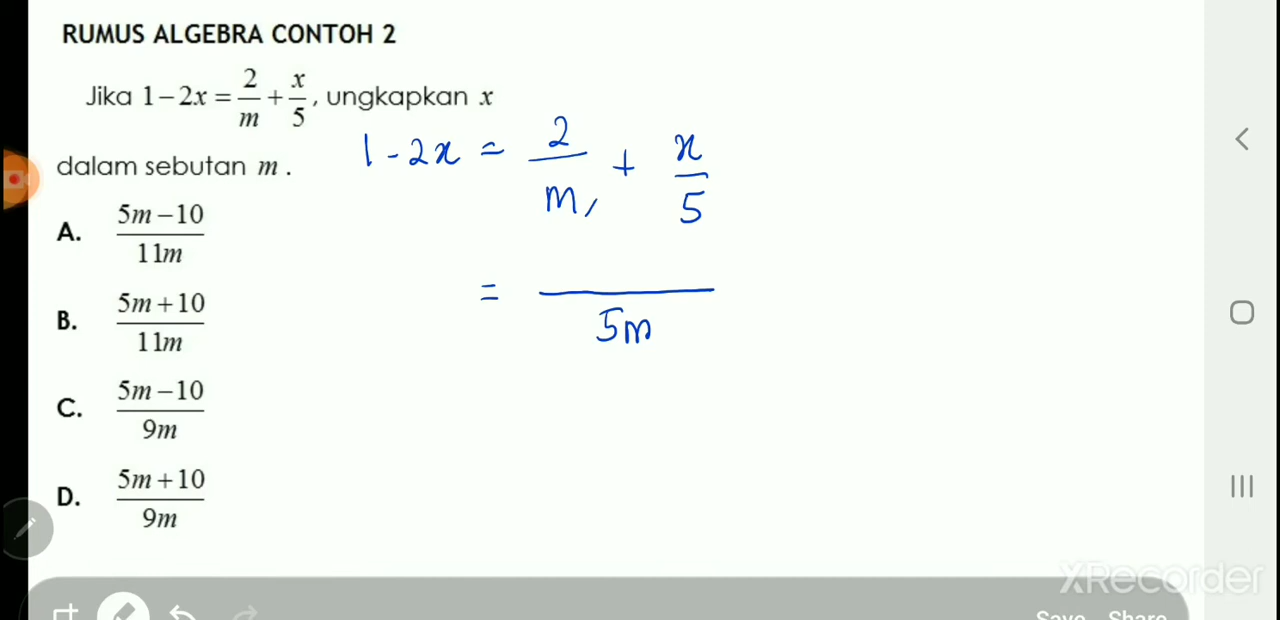 RUMUS ALGEBRA CONTOH 2
Jika 1 − 2x = 2/m + x/5, ungkapkan x
dalam sebutan m.
1 - 2x = 2/m + x/5
= /5m
A. (5m − 10)/11m
B. (5m + 10)/11m
C. (5m − 10)/9m
D. (5m + 10)/9m
XRecorder
Save Share